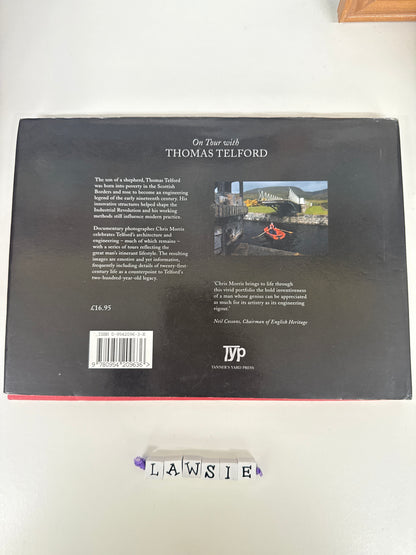 On Tour with
THOMAS TELFORD
The son of a shepherd, Thomas Telford
was born into poverty in the Scottish
Borders and rose to become an engineering
legend of the early nineteenth century. His
innovative structures helped shape the
Industrial Revolution and his working
methods still influence modern practice.
Documentary photographer Chris Morris
celebrates Telford's architecture and
engineering – much of which remains –
with a series of tours reflecting the
great man's itinerant lifestyle. The resulting
images are emotive and yet informative,
frequently including details of twenty-first-
century life as a counterpoint to Telford's
two-hundred-year-old legacy.
£16.95
'Chris Morris brings to life through
this vivid portfolio the bold inventiveness
of a man whose genius can be appreciated
as much for its artistry as its engineering
rigour.'
Neil Cossons, Chairman of English Heritage
9 780954 209636 >
TYP
TANNER'S YARD PRESS
LAWSIE